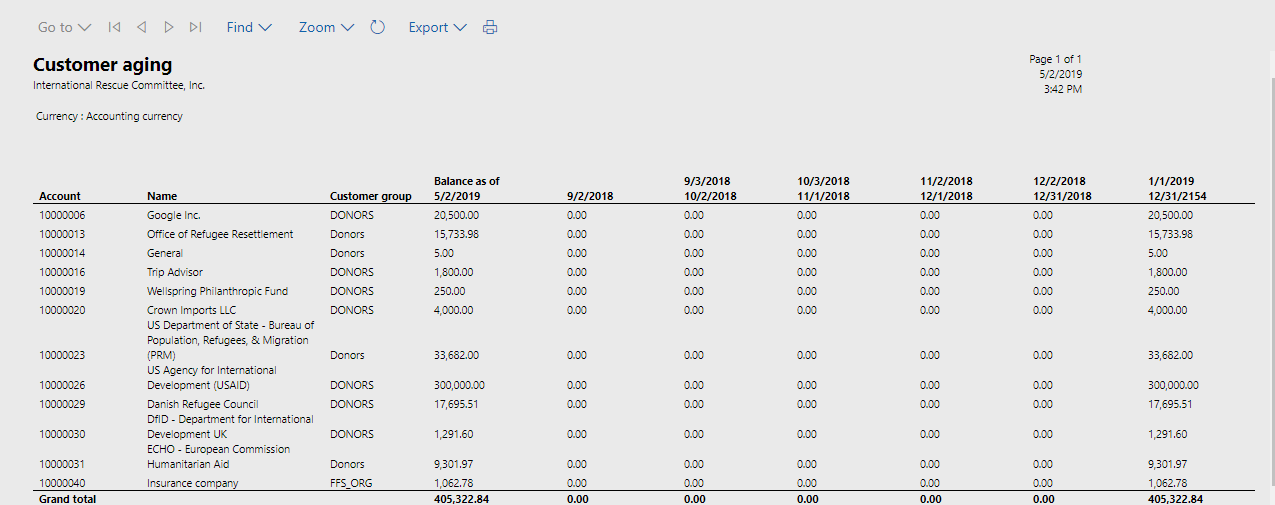 Go to Find Zoom Export
Customer aging
International Rescue Committee, Inc.
Page 1 of 1
5/2/2019
3:42 PM
Currency : Accounting currency
Balance as of 9/3/2018 10/3/2018 11/2/2018 12/2/2018 1/1/2019
Account Name Customer group 5/2/2019 9/2/2018 10/2/2018 11/1/2018 12/1/2018 12/31/2018 12/31/2154
10000006 Google Inc. DONORS 20,500.00 0.00 0.00 0.00 0.00 0.00 20,500.00
10000013 Office of Refugee Resettlement Donors 15,733.98 0.00 0.00 0.00 0.00 0.00 15,733.98
10000014 General Donors 5.00 0.00 0.00 0.00 0.00 0.00 5.00
10000016 Trip Advisor DONORS 1,800.00 0.00 0.00 0.00 0.00 0.00 1,800.00
10000019 Wellspring Philanthropic Fund DONORS 250.00 0.00 0.00 0.00 0.00 0.00 250.00
10000020 Crown Imports LLC DONORS 4,000.00 0.00 0.00 0.00 0.00 0.00 4,000.00
US Department of State - Bureau of
Population, Refugees, & Migration
10000023 (PRM) Donors 33,682.00 0.00 0.00 0.00 0.00 0.00 33,682.00
US Agency for International
10000026 Development (USAID) DONORS 300,000.00 0.00 0.00 0.00 0.00 0.00 300,000.00
10000029 Danish Refugee Council DONORS 17,695.51 0.00 0.00 0.00 0.00 0.00 17,695.51
DfID - Department for International
10000030 Development UK DONORS 1,291.60 0.00 0.00 0.00 0.00 0.00 1,291.60
ECHO - European Commission
10000031 Humanitarian Aid Donors 9,301.97 0.00 0.00 0.00 0.00 0.00 9,301.97
10000040 Insurance company FFS_ORG 1,062.78 0.00 0.00 0.00 0.00 0.00 1,062.78
Grand total 405,322.84 0.00 0.00 0.00 0.00 0.00 405,322.84